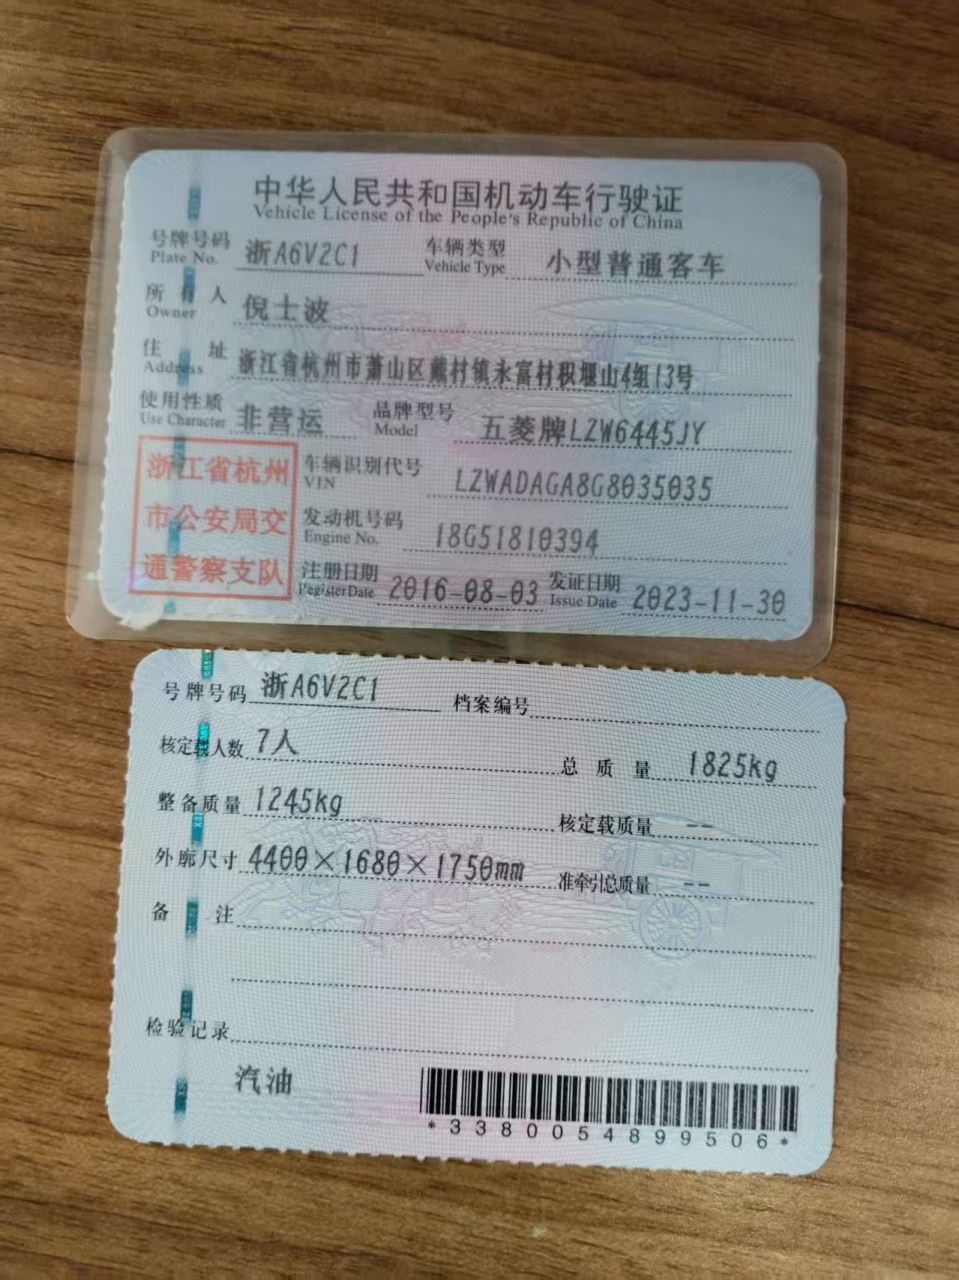 中华人民共和国机动车行驶证
Vehicle License of the People's Republic of China
号牌号码 浙A6V2C1 车辆类型 小型普通客车
Plate No. Vehicle Type
所有人 倪士波
Owner
住址 浙江省杭州市萧山区戴村镇永富村积堰山4组13号
Address
使用性质 非营运 品牌型号 五菱牌LZW6445JY
Use Character Model
浙江省杭州 车辆识别代号 LZWADAGA8G8035035
VIN
市公安局交 发动机号码 18G51810394
Engine No.
通警察支队 注册日期 2016-08-03 发证日期 2023-11-30
Register Date Issue Date
号牌号码 浙A6V2C1 档案编号
核定载人数 7人 总质量 1825kg
整备质量 1245kg 核定载质量 --
外廓尺寸 4400×1680×1750mm 准牵引总质量 --
备注
检验记录
汽油
*3380054899506*